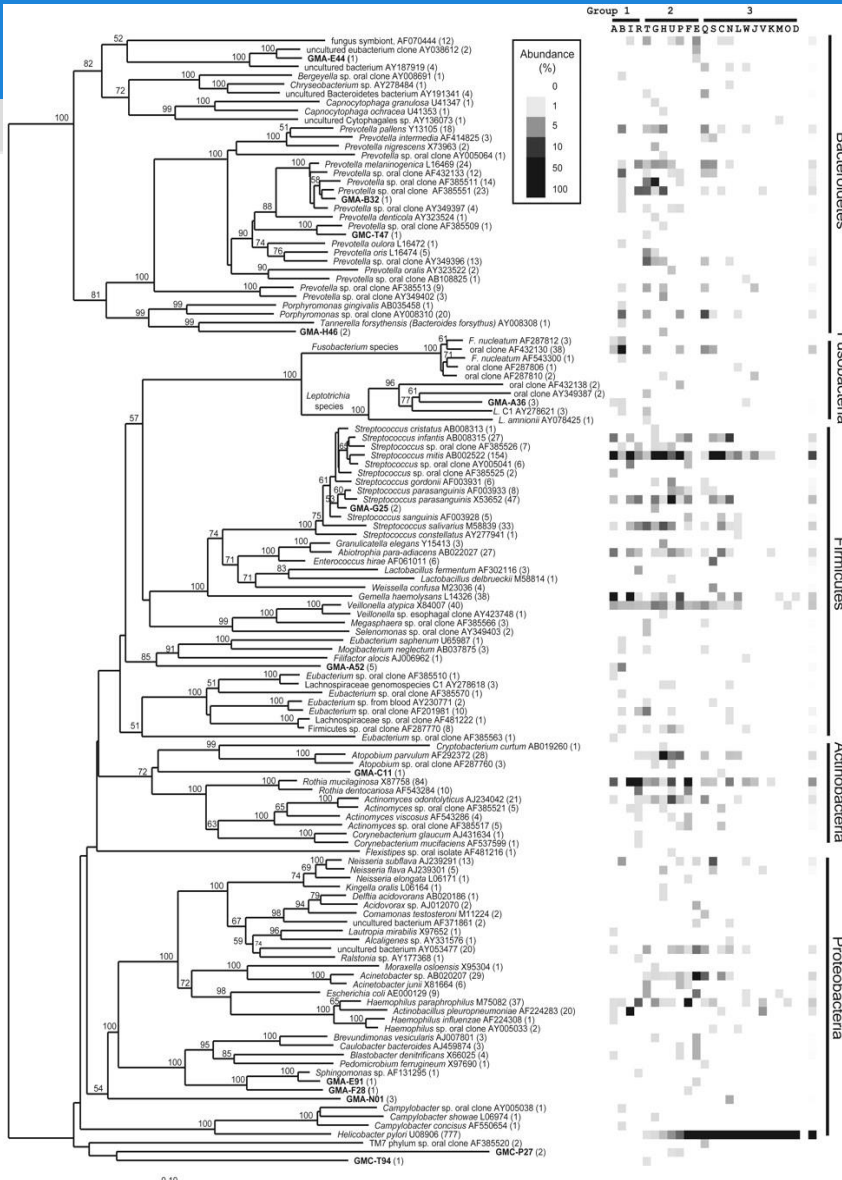 Group 1 2 3
A B I R T G H U P F E Q S C N L W J V K M O D
Abundance
(%)
0
1
5
10
50
100
fungus symbiont, AF070444 (12)
uncultured eubacterium clone AY038612 (2)
GMA-E44 (1)
uncultured bacterium AY187919 (4)
Bergeyella sp. oral clone AY008691 (1)
Chryseobacterium sp. AY278484 (1)
uncultured Bacteroidetes bacterium AY191341 (4)
Capnocytophaga granulosa U41347 (1)
Capnocytophaga ochracea U41353 (1)
uncultured Cytophagales sp. AY136073 (1)
Prevotella pallens Y13105 (18)
Prevotella intermedia AF414825 (3)
Prevotella nigrescens X73963 (2)
Prevotella sp. oral clone AY005064 (1)
Prevotella melaninogenica L16469 (24)
Prevotella sp. oral clone AF432133 (12)
Prevotella sp. oral clone AF385511 (14)
Prevotella sp. oral clone AF385551 (23)
GMA-B32 (1)
Prevotella sp. oral clone AY349397 (4)
Prevotella denticola AY323524 (1)
Prevotella sp. oral clone AF385509 (1)
GMC-T47 (1)
Prevotella oulora L16472 (1)
Prevotella oris L16474 (5)
Prevotella sp. oral clone AY349396 (13)
Prevotella oralis AY323522 (2)
Prevotella sp. oral clone AB108825 (1)
Prevotella sp. oral clone AF385513 (9)
Prevotella sp. oral clone AY349402 (3)
Porphyromonas gingivalis AB035458 (1)
Porphyromonas sp. oral clone AY008310 (20)
Tannerella forsythensis (Bacteroides forsythus) AY008308 (1)
GMA-H46 (2)
Bacteroidetes
Fusobacterium species
F. nucleatum AF287812 (3)
oral clone AF432130 (38)
F. nucleatum AF543300 (1)
oral clone AF287806 (1)
oral clone AF287810 (2)
Leptotrichia
species
oral clone AF432138 (2)
oral clone AY349387 (2)
GMA-A36 (3)
L. C1 AY278621 (3)
L. amnionii AY078425 (1)
Fusobacteria
Streptococcus cristatus AB008313 (1)
Streptococcus infantis AB008315 (27)
Streptococcus sp. oral clone AF385526 (7)
Streptococcus mitis AB002522 (154)
Streptococcus sp. oral clone AY005041 (6)
Streptococcus sp. oral clone AF385525 (2)
Streptococcus gordonii AF003931 (6)
Streptococcus parasanguinis AF003933 (8)
Streptococcus parasanguinis X53652 (47)
GMA-G25 (2)
Streptococcus sanguinis AF003928 (5)
Streptococcus salivarius M58839 (33)
Streptococcus constellatus AY277941 (1)
Granulicatella elegans Y15413 (3)
Abiotrophia para-adiacens AB022027 (27)
Enterococcus hirae AF061011 (6)
Lactobacillus fermentum AF302116 (3)
Lactobacillus delbrueckii M58814 (1)
Weissella confusa M23036 (4)
Gemella haemolysans L14326 (38)
Veillonella atypica X84007 (40)
Veillonella sp. esophagal clone AY423748 (1)
Megasphaera sp. oral clone AF385566 (3)
Selenomonas sp. oral clone AY349403 (2)
Eubacterium saphenum U65987 (1)
Mogibacterium neglectum AB037875 (3)
Filifactor alocis AJ006962 (1)
GMA-A52 (5)
Eubacterium sp. oral clone AF385510 (1)
Lachnospiraceae genomospecies C1 AY278618 (3)
Eubacterium sp. oral clone AF385570 (1)
Eubacterium sp. from blood AY230771 (2)
Eubacterium sp. oral clone AF201981 (10)
Lachnospiraceae sp. oral clone AF481222 (1)
Firmicutes sp. oral clone AF287770 (8)
Eubacterium sp. oral clone AF385563 (1)
Firmicutes
Cryptobacterium curtum AB019260 (1)
Atopobium parvulum AF292372 (28)
Atopobium sp. oral clone AF287760 (3)
GMA-C11 (1)
Rothia mucilaginosa X87758 (84)
Rothia dentocariosa AF543284 (10)
Actinomyces odontolyticus AJ234042 (21)
Actinomyces sp. oral clone AF385521 (5)
Actinomyces viscosus AF543286 (4)
Actinomyces sp. oral clone AF385517 (5)
Corynebacterium glaucum AJ431634 (1)
Corynebacterium mucifaciens AF537599 (1)
Actinobacteria
Flexistipes sp. oral isolate AF481216 (1)
Neisseria subflava AJ239291 (13)
Neisseria flava AJ239301 (5)
Neisseria elongata L06171 (1)
Kingella oralis L06164 (1)
Delftia acidovorans AB020186 (1)
Acidovorax sp. AJ012070 (2)
Comamonas testosteroni M11224 (2)
uncultured bacterium AF371861 (2)
Lautropia mirabilis X97652 (1)
Alcaligenes sp. AY331576 (1)
uncultured bacterium AY053477 (20)
Ralstonia sp. AY177368 (1)
Moraxella osloensis X95304 (1)
Acinetobacter sp. AB020207 (29)
Acinetobacter junii X81664 (6)
Escherichia coli AE000129 (9)
Haemophilus paraphrophilus M75082 (37)
Actinobacillus pleuropneumoniae AF224283 (20)
Haemophilus influenzae AF224308 (1)
Haemophilus sp. oral clone AY005033 (2)
Brevundimonas vesicularis AJ007801 (3)
Caulobacter bacteroides AJ459874 (3)
Blastobacter denitrificans X66025 (4)
Pedomicrobium ferrugineum X97690 (1)
Sphingomonas sp. AF131295 (1)
GMA-E91 (1)
GMA-F28 (1)
GMA-N01 (3)
Campylobacter sp. oral clone AY005038 (1)
Campylobacter showae L06974 (1)
Campylobacter concisus AF550654 (1)
Helicobacter pylori U08906 (777)
Proteobacteria
TM7 phylum sp. oral clone AF385520 (2)
GMC-P27 (2)
GMC-T94 (1)
0.10